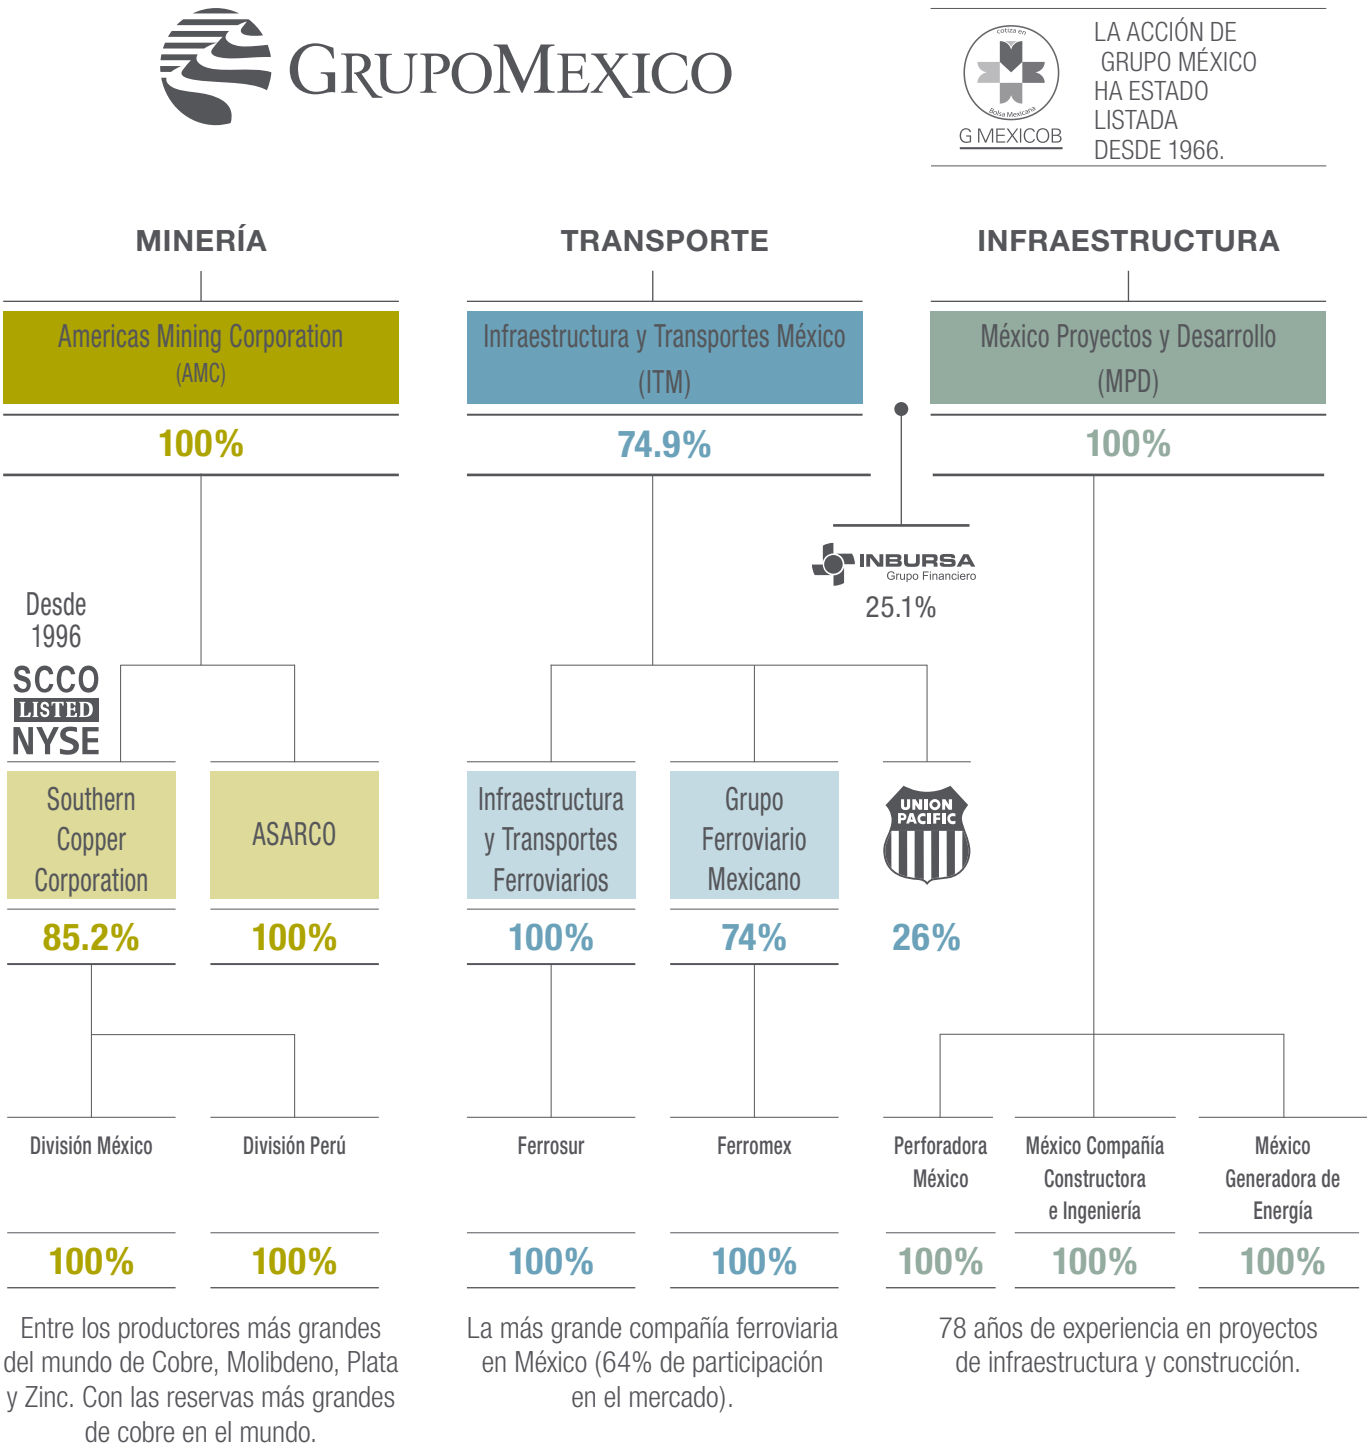 GRUPOMEXICO
cotiza en
Bolsa Mexicana
G MEXICOB
LA ACCIÓN DE
GRUPO MÉXICO
HA ESTADO
LISTADA
DESDE 1966.
MINERÍA
Americas Mining Corporation
(AMC)
100%
TRANSPORTE
Infraestructura y Transportes México
(ITM)
74.9%
INFRAESTRUCTURA
México Proyectos y Desarrollo
(MPD)
100%
INBURSA
Grupo Financiero
25.1%
Desde
1996
SCCO
LISTED
NYSE
Southern
Copper
Corporation
85.2%
ASARCO
100%
Infraestructura
y Transportes
Ferroviarios
100%
Grupo
Ferroviario
Mexicano
74%
UNION
PACIFIC
26%
División México
100%
División Perú
100%
Ferrosur
100%
Ferromex
100%
Perforadora
México
100%
México Compañía
Constructora
e Ingeniería
100%
México
Generadora de
Energía
100%
Entre los productores más grandes
del mundo de Cobre, Molibdeno, Plata
y Zinc. Con las reservas más grandes
de cobre en el mundo.
La más grande compañía ferroviaria
en México (64% de participación
en el mercado).
78 años de experiencia en proyectos
de infraestructura y construcción.